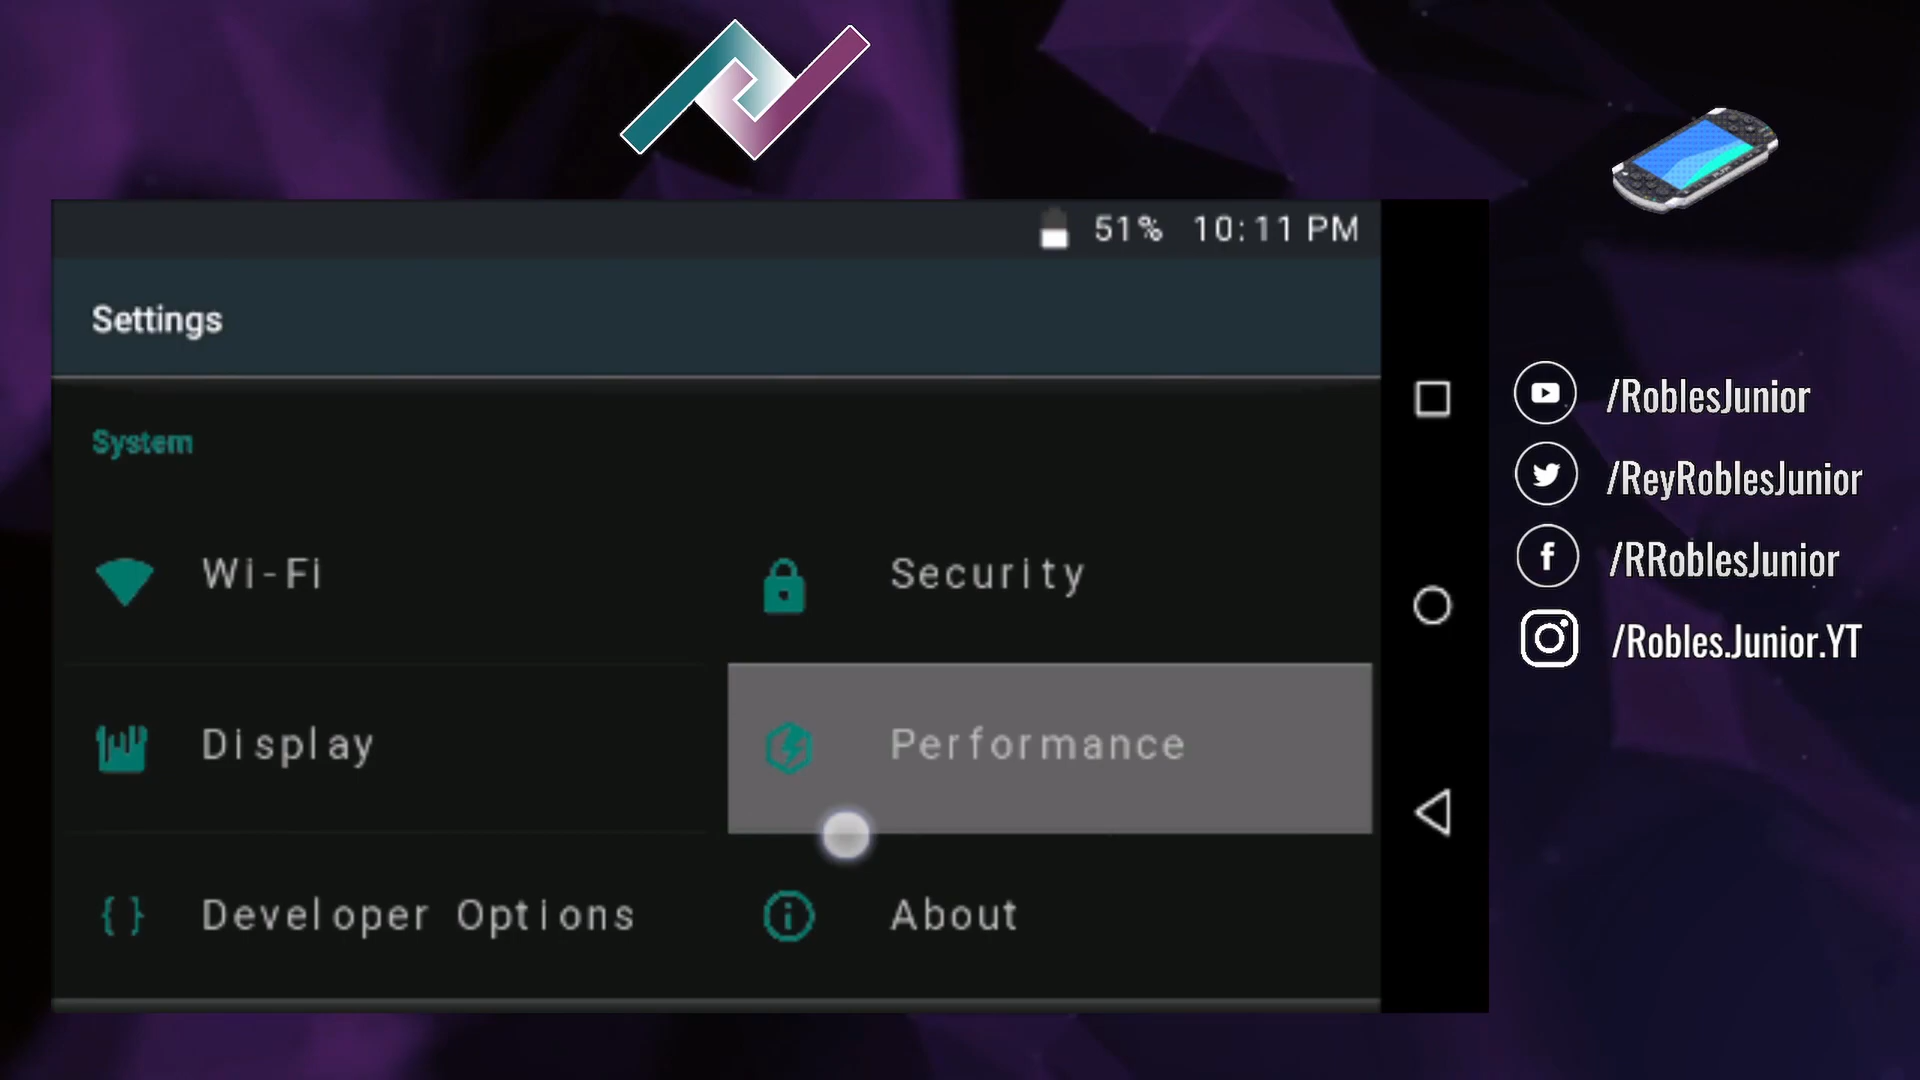 51% 10:11 PM
Settings
System
Wi-Fi
Security
Display
Performance
Developer Options
About
/RoblesJunior
/ReyRoblesJunior
/RRoblesJunior
/Robles.Junior.YT